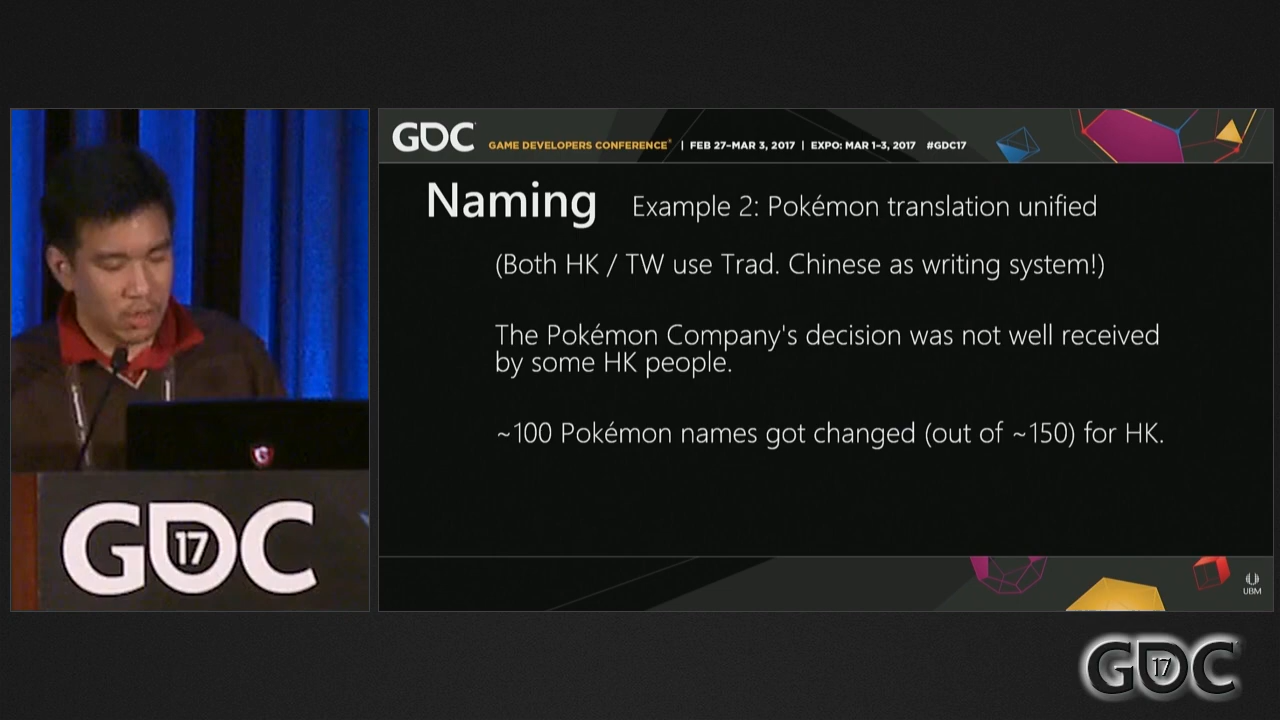 GDC
GAME DEVELOPERS CONFERENCE® | FEB 27–MAR 3, 2017 | EXPO: MAR 1–3, 2017 #GDC17
Naming Example 2: Pokémon translation unified
(Both HK / TW use Trad. Chinese as writing system!)
The Pokémon Company's decision was not well received
by some HK people.
~100 Pokémon names got changed (out of ~150) for HK.
GDC
17
UBM
GDC
17